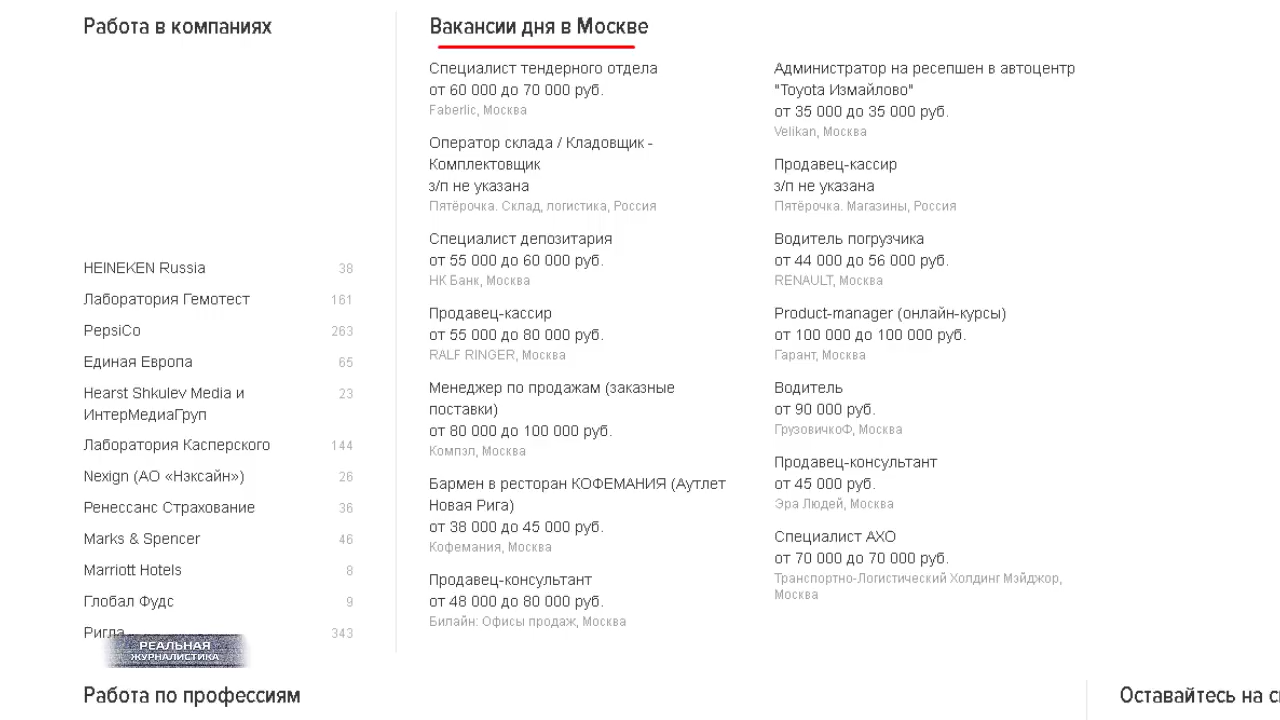 Работа в компаниях
HEINEKEN Russia 38
Лаборатория Гемотест 161
PepsiCo 263
Единая Европа 65
Hearst Shkulev Media и 23
ИнтерМедиаГруп
Лаборатория Касперского 144
Nexign (АО «Нэксайн») 26
Ренессанс Страхование 36
Marks & Spencer 46
Marriott Hotels 8
Глобал Фудс 9
Ригла 343
РЕАЛЬНАЯ
ЖУРНАЛИСТИКА
Вакансии дня в Москве
Специалист тендерного отдела
от 60 000 до 70 000 руб.
Faberlic, Москва
Оператор склада / Кладовщик -
Комплектовщик
з/п не указана
Пятёрочка. Склад, логистика, Россия
Специалист депозитария
от 55 000 до 60 000 руб.
НК Банк, Москва
Продавец-кассир
от 55 000 до 80 000 руб.
RALF RINGER, Москва
Менеджер по продажам (заказные
поставки)
от 80 000 до 100 000 руб.
Компэл, Москва
Бармен в ресторан КОФЕМАНИЯ (Аутлет
Новая Рига)
от 38 000 до 45 000 руб.
Кофемания, Москва
Продавец-консультант
от 48 000 до 80 000 руб.
Билайн: Офисы продаж, Москва
Администратор на ресепшен в автоцентр
"Toyota Измайлово"
от 35 000 до 35 000 руб.
Velikan, Москва
Продавец-кассир
з/п не указана
Пятёрочка. Магазины, Россия
Водитель погрузчика
от 44 000 до 56 000 руб.
RENAULT, Москва
Product-manager (онлайн-курсы)
от 100 000 до 100 000 руб.
Гарант, Москва
Водитель
от 90 000 руб.
ГрузовичкоФ, Москва
Продавец-консультант
от 45 000 руб.
Эра Людей, Москва
Специалист АХО
от 70 000 до 70 000 руб.
Транспортно-Логистический Холдинг Мэйджор,
Москва
Работа по профессиям
Оставайтесь на